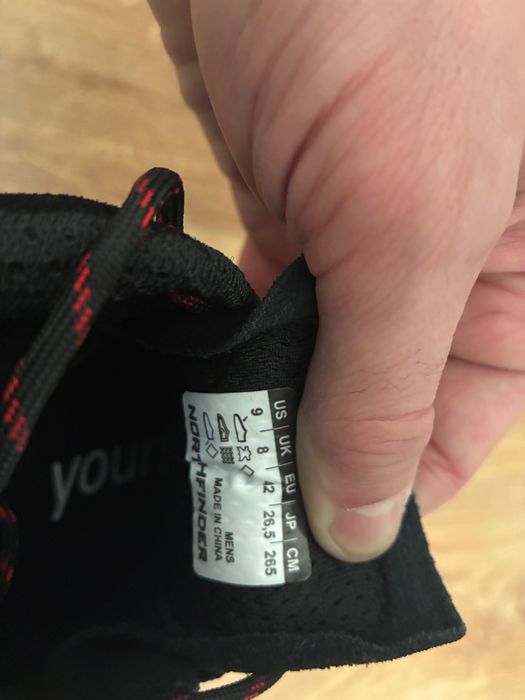 US | UK | EU | JP | CM
9 | 8 | 42 | 26,5 | 265
MENS
MADE IN CHINA
NORTHFINDER
your